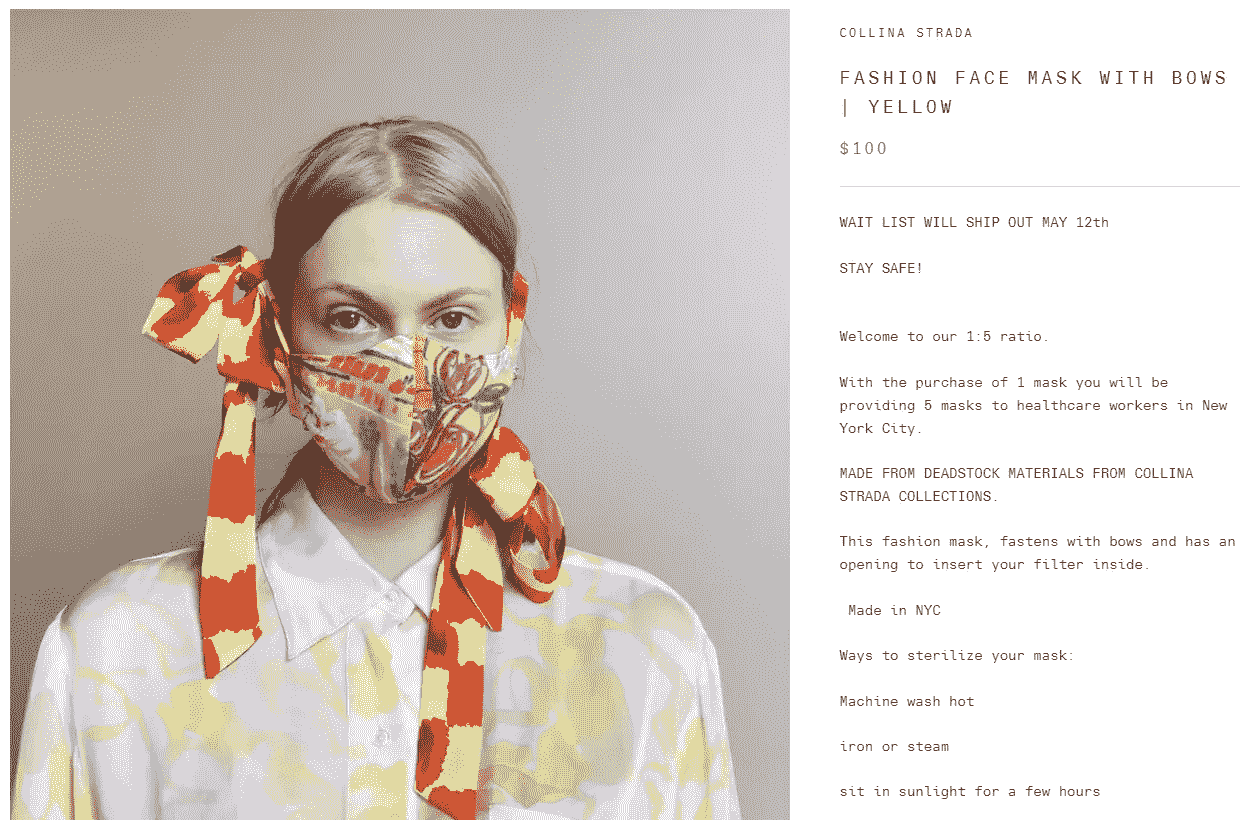 COLLINA STRADA
FASHION FACE MASK WITH BOWS
| YELLOW
$100
WAIT LIST WILL SHIP OUT MAY 12th
STAY SAFE!
Welcome to our 1:5 ratio.
With the purchase of 1 mask you will be
providing 5 masks to healthcare workers in New
York City.
MADE FROM DEADSTOCK MATERIALS FROM COLLINA
STRADA COLLECTIONS.
This fashion mask, fastens with bows and has an
opening to insert your filter inside.
Made in NYC
Ways to sterilize your mask:
Machine wash hot
iron or steam
sit in sunlight for a few hours